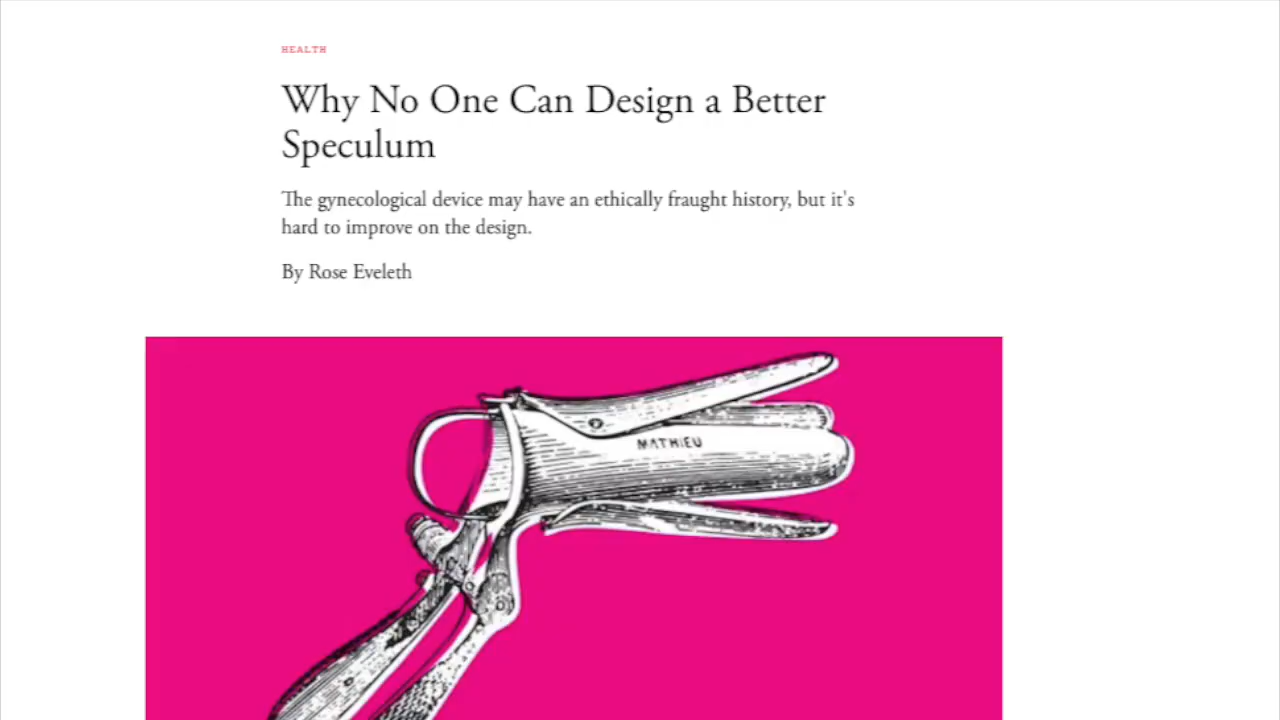 HEALTH
Why No One Can Design a Better
Speculum
The gynecological device may have an ethically fraught history, but it's
hard to improve on the design.
By Rose Eveleth
MATHIEU